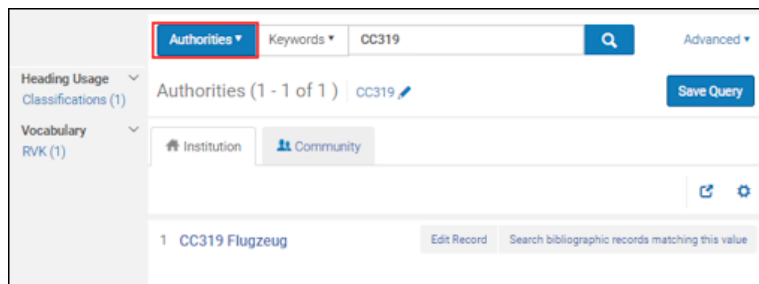 Authorities Keywords CC319 Advanced
Heading Usage
Classifications (1)
Authorities (1 - 1 of 1 ) CC319 Save Query
Vocabulary
RVK (1)
Institution Community
1 CC319 Flugzeug Edit Record Search bibliographic records matching this value